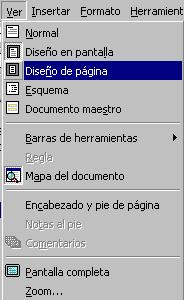 Ver Insertar Formato Herramient
Normal
Diseño en pantalla
Diseño de página
Esquema
Documento maestro
Barras de herramientas
Regla
Mapa del documento
Encabezado y pie de página
Notas al pie
Comentarios
Pantalla completa
Zoom...